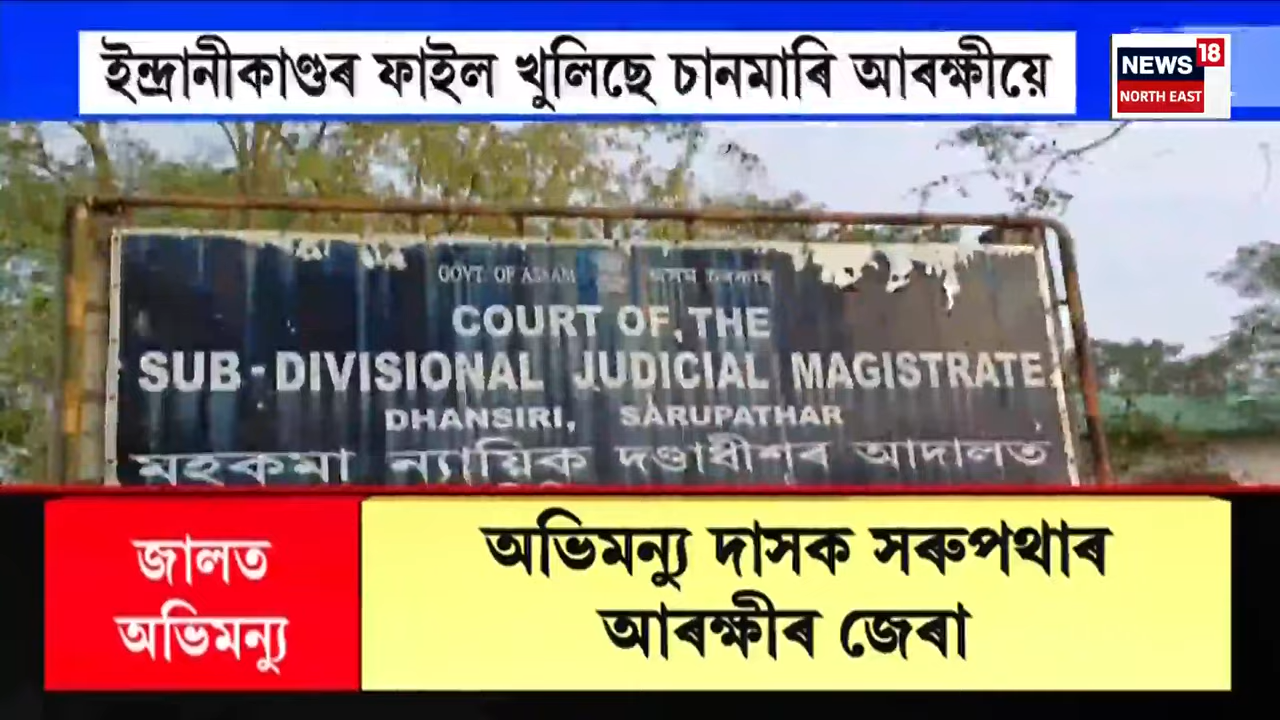 ইন্দ্ৰানীকাণ্ডৰ ফাইল খুলিছে চানমাৰি আৰক্ষীয়ে
NEWS 18
NORTH EAST
GOVT. OF ASSAM অসম চৰকাৰ
COURT OF THE
SUB-DIVISIONAL JUDICIAL MAGISTRATE
DHANSIRI, SARUPATHAR
মহকমা ন্যায়িক দণ্ডাধীশৰ আদালত
জালত
অভিমন্যু
অভিমন্যু দাসক সৰুপথাৰ
আৰক্ষীৰ জেৰা